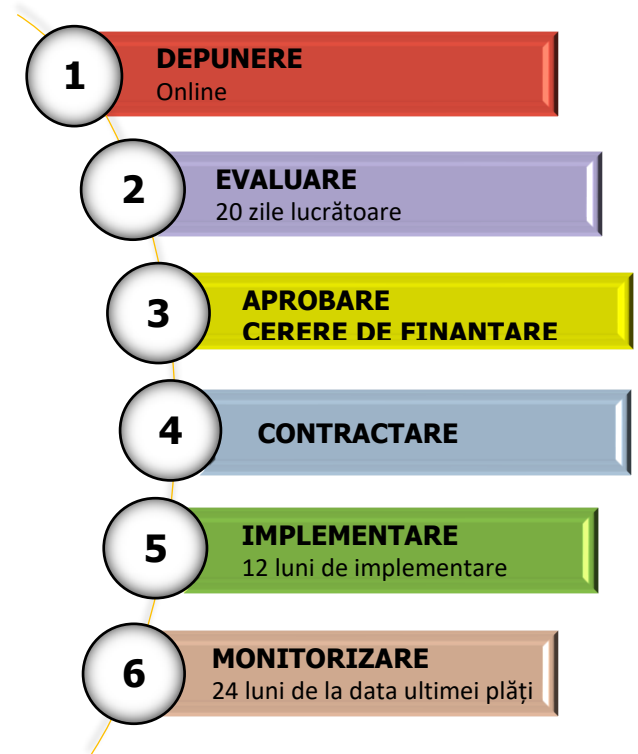 1
DEPUNERE
Online
2
EVALUARE
20 zile lucrătoare
3
APROBARE
CERERE DE FINANTARE
4
CONTRACTARE
5
IMPLEMENTARE
12 luni de implementare
6
MONITORIZARE
24 luni de la data ultimei plăți